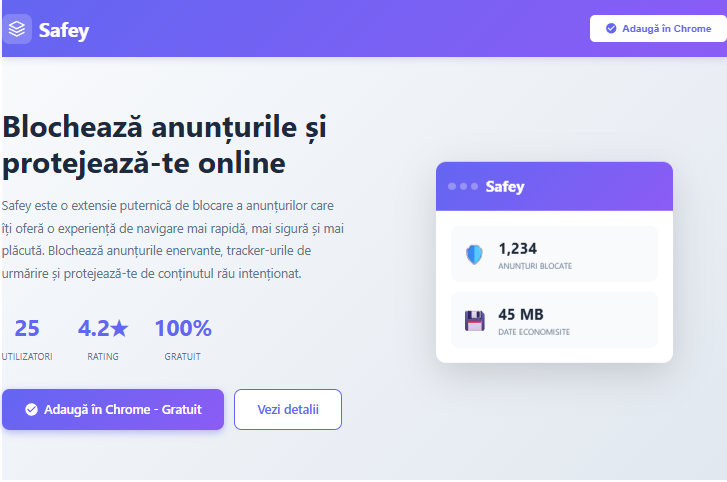 Safey
Adaugă în Chrome
Blochează anunțurile și
protejează-te online
Safey este o extensie puternică de blocare a anunțurilor care
îți oferă o experiență de navigare mai rapidă, mai sigură și mai
plăcută. Blochează anunțurile enervante, tracker-urile de
urmărire și protejează-te de conținutul rău intenționat.
25
UTILIZATORI
4.2★
RATING
100%
GRATUIT
Adaugă în Chrome - Gratuit
Vezi detalii
Safey
1,234
ANUNȚURI BLOCATE
45 MB
DATE ECONOMISITE